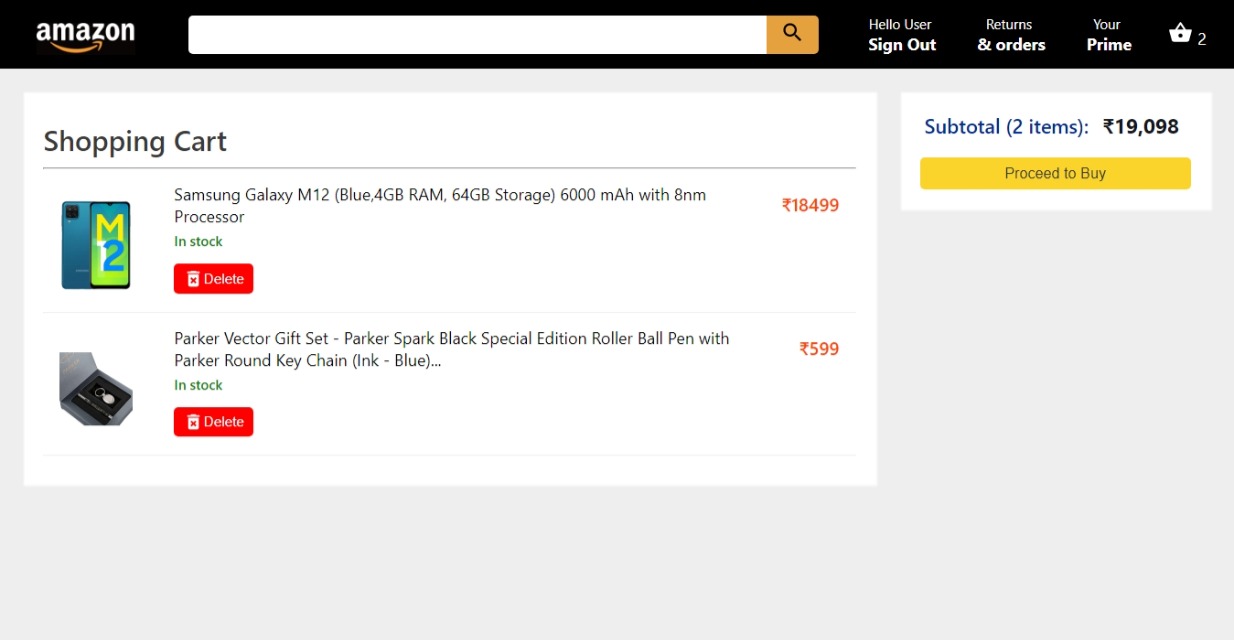 amazon
Hello User
Sign Out
Returns
& orders
Your
Prime
2
Shopping Cart
Samsung Galaxy M12 (Blue,4GB RAM, 64GB Storage) 6000 mAh with 8nm
Processor
₹18499
In stock
Delete
M
12
Parker Vector Gift Set - Parker Spark Black Special Edition Roller Ball Pen with
Parker Round Key Chain (Ink - Blue)...
₹599
In stock
Delete
Subtotal (2 items): ₹19,098
Proceed to Buy